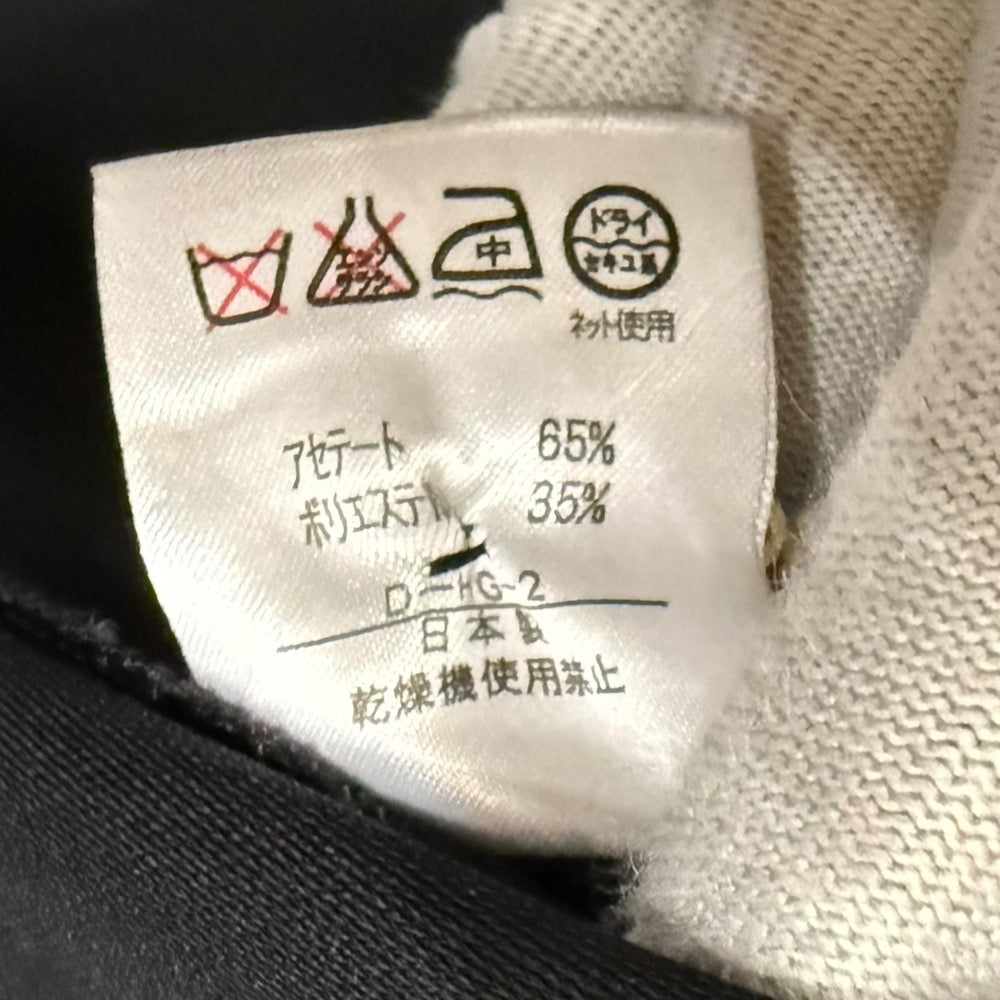 エンソ
サラシ
中
ドライ
セキユ系
ネット使用
アセテート 65%
ポリエステル 35%
D-HG-2
日本製
乾燥機使用禁止